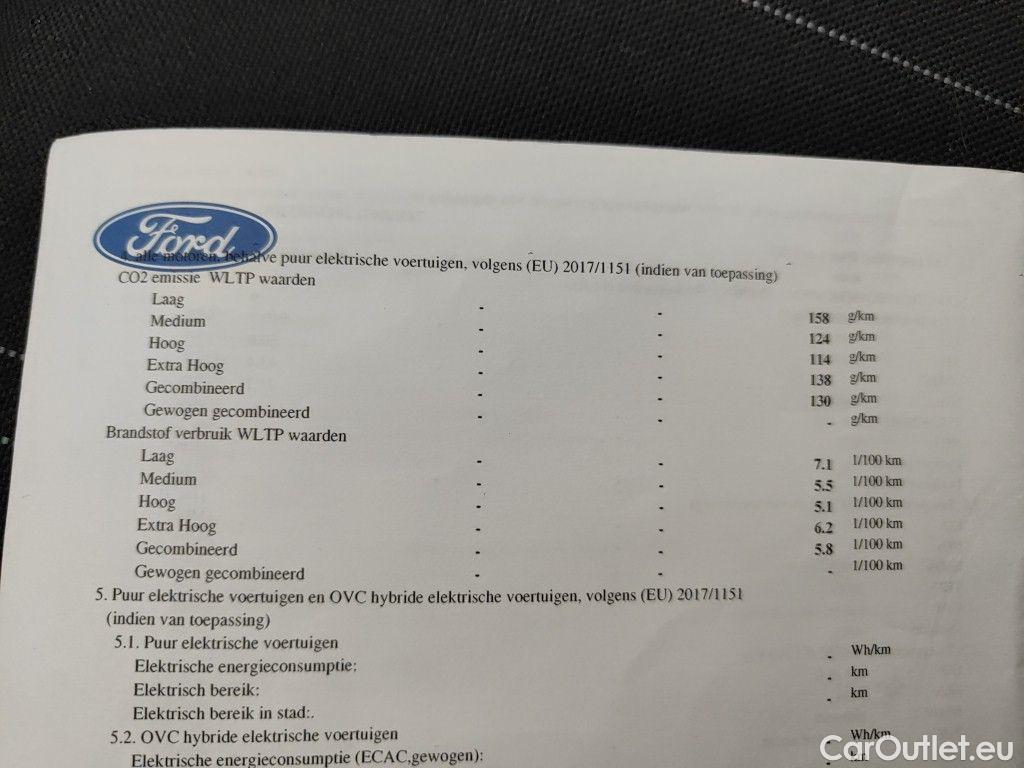 Ford
4. alle motoren, behalve puur elektrische voertuigen, volgens (EU) 2017/1151 (indien van toepassing)
CO2 emissie WLTP waarden
Laag - - 158 g/km
Medium - - 124 g/km
Hoog - - 114 g/km
Extra Hoog - - 138 g/km
Gecombineerd - - 130 g/km
Gewogen gecombineerd - - - g/km
Brandstof verbruik WLTP waarden
Laag - - 7.1 1/100 km
Medium - - 5.5 1/100 km
Hoog - - 5.1 1/100 km
Extra Hoog - - 6.2 1/100 km
Gecombineerd - - 5.8 1/100 km
Gewogen gecombineerd - - - 1/100 km
5. Puur elektrische voertuigen en OVC hybride elektrische voertuigen, volgens (EU) 2017/1151
(indien van toepassing)
5.1. Puur elektrische voertuigen
Elektrische energieconsumptie: - Wh/km
Elektrisch bereik: - km
Elektrisch bereik in stad:. - km
5.2. OVC hybride elektrische voertuigen
Elektrische energieconsumptie (ECAC,gewogen): - Wh/km
CarOutlet.eu